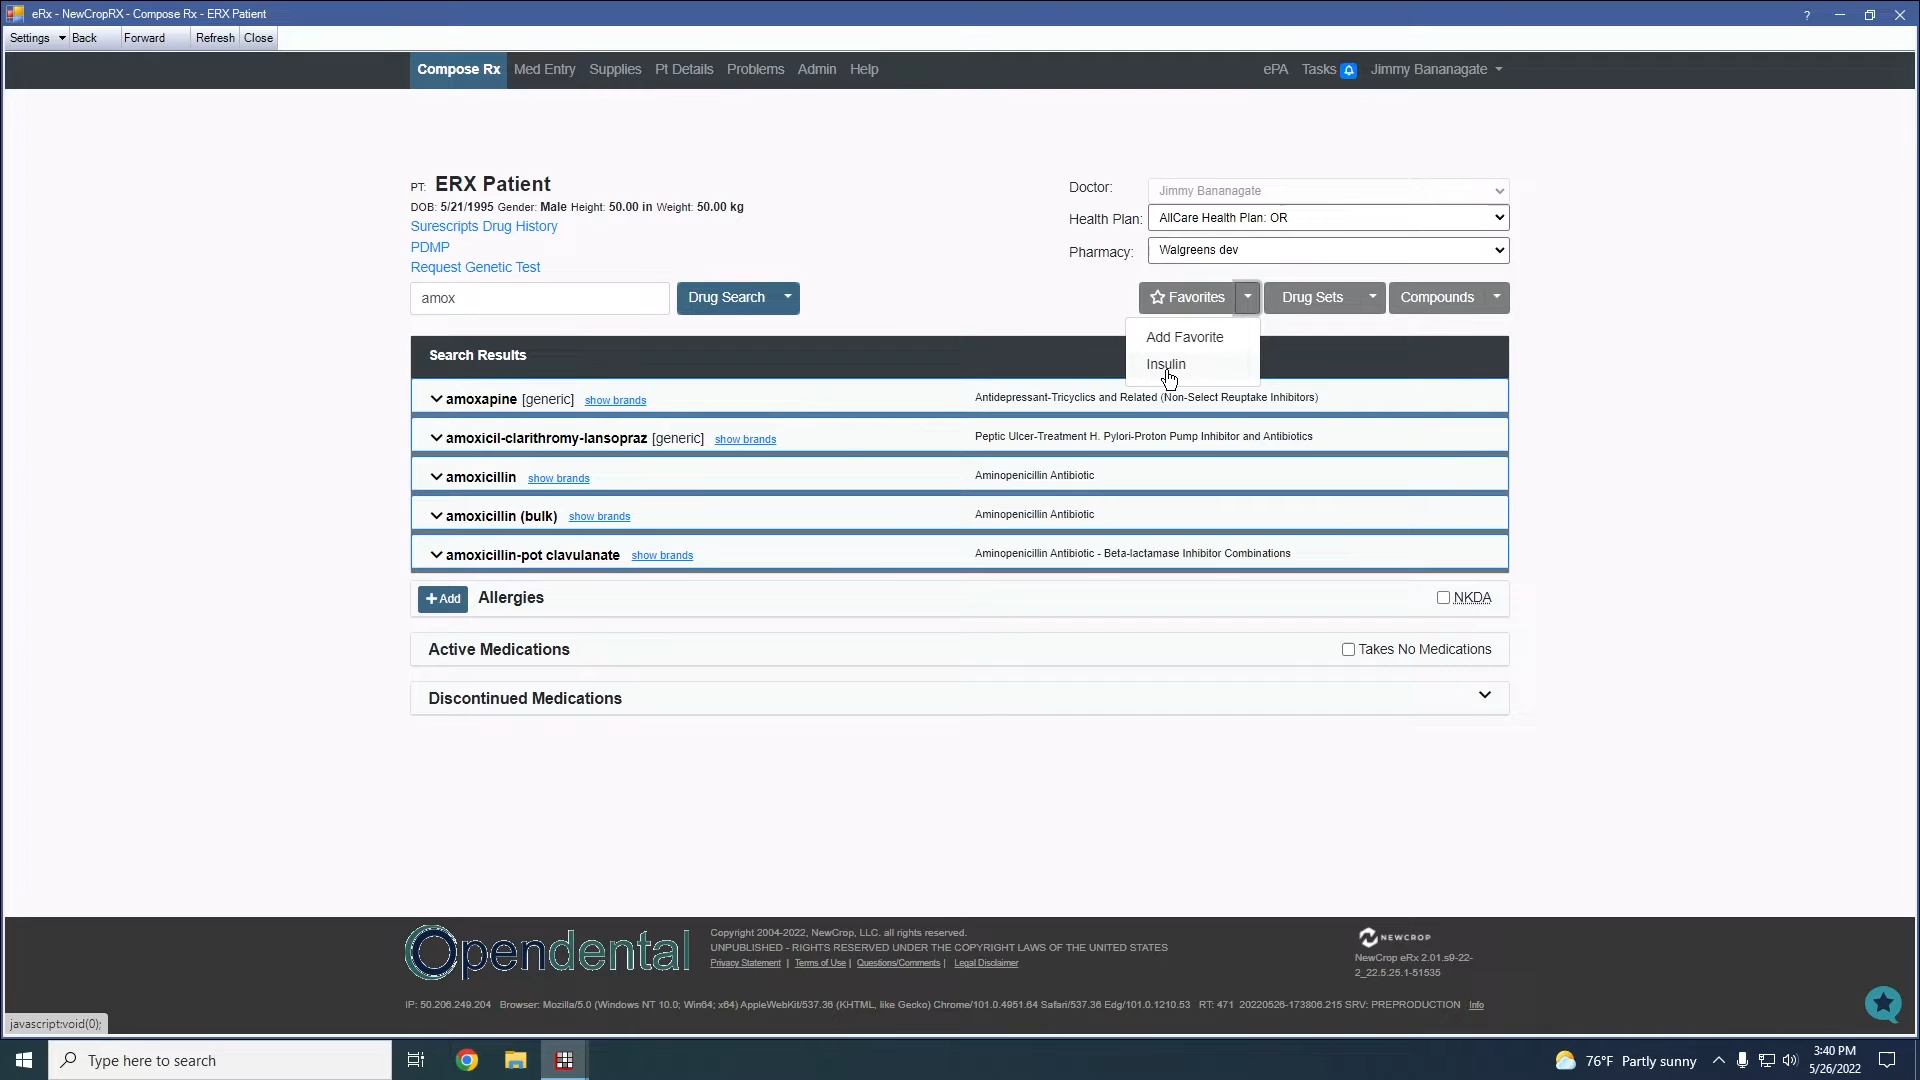 eRx - NewCropRX - Compose Rx - ERX Patient
?
Settings Back Forward Refresh Close
Compose Rx Med Entry Supplies Pt Details Problems Admin Help ePA Tasks Jimmy Bananagate
PT: ERX Patient
DOB: 5/21/1995 Gender: Male Height: 50.00 in Weight: 50.00 kg
Surescripts Drug History
PDMP
Request Genetic Test
Doctor: Jimmy Bananagate
Health Plan: AllCare Health Plan: OR
Pharmacy: Walgreens dev
amox Drug Search Favorites Drug Sets Compounds
Add Favorite
Insulin
Search Results
amoxapine [generic] show brands Antidepressant-Tricyclics and Related (Non-Select Reuptake Inhibitors)
amoxicil-clarithromy-lansopraz [generic] show brands Peptic Ulcer-Treatment H. Pylori-Proton Pump Inhibitor and Antibiotics
amoxicillin show brands Aminopenicillin Antibiotic
amoxicillin (bulk) show brands Aminopenicillin Antibiotic
amoxicillin-pot clavulanate show brands Aminopenicillin Antibiotic - Beta-lactamase Inhibitor Combinations
+Add Allergies NKDA
Active Medications Takes No Medications
Discontinued Medications
Opendental
Copyright 2004-2022, NewCrop, LLC. all rights reserved.
UNPUBLISHED - RIGHTS RESERVED UNDER THE COPYRIGHT LAWS OF THE UNITED STATES
Privacy Statement | Terms of Use | Questions/Comments | Legal Disclaimer
NEWCROP
NewCrop eRx 2.01.s9-22-
2_22.5.25.1-51535
IP: 50.206.249.204 Browser: Mozilla/5.0 (Windows NT 10.0; Win64; x64) AppleWebKit/537.36 (KHTML, like Gecko) Chrome/101.0.4951.64 Safari/537.36 Edg/101.0.1210.53 RT: 471 20220526-173806.215 SRV: PREPRODUCTION Info
javascript:void(0);
Type here to search
76°F Partly sunny
3:40 PM
5/26/2022